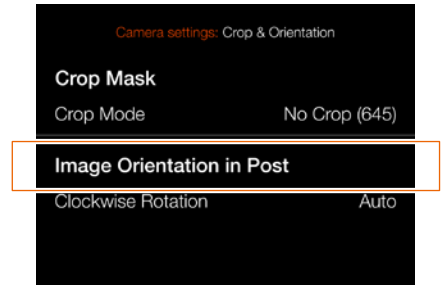 Camera settings: Crop & Orientation
Crop Mask
Crop Mode No Crop (645)
Image Orientation in Post
Clockwise Rotation Auto